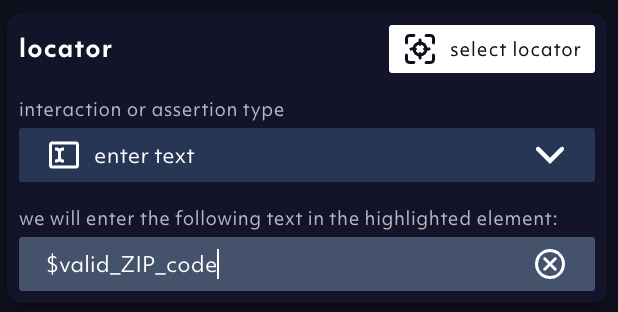 locator
select locator
interaction or assertion type
enter text
we will enter the following text in the highlighted element:
$valid_ZIP_code